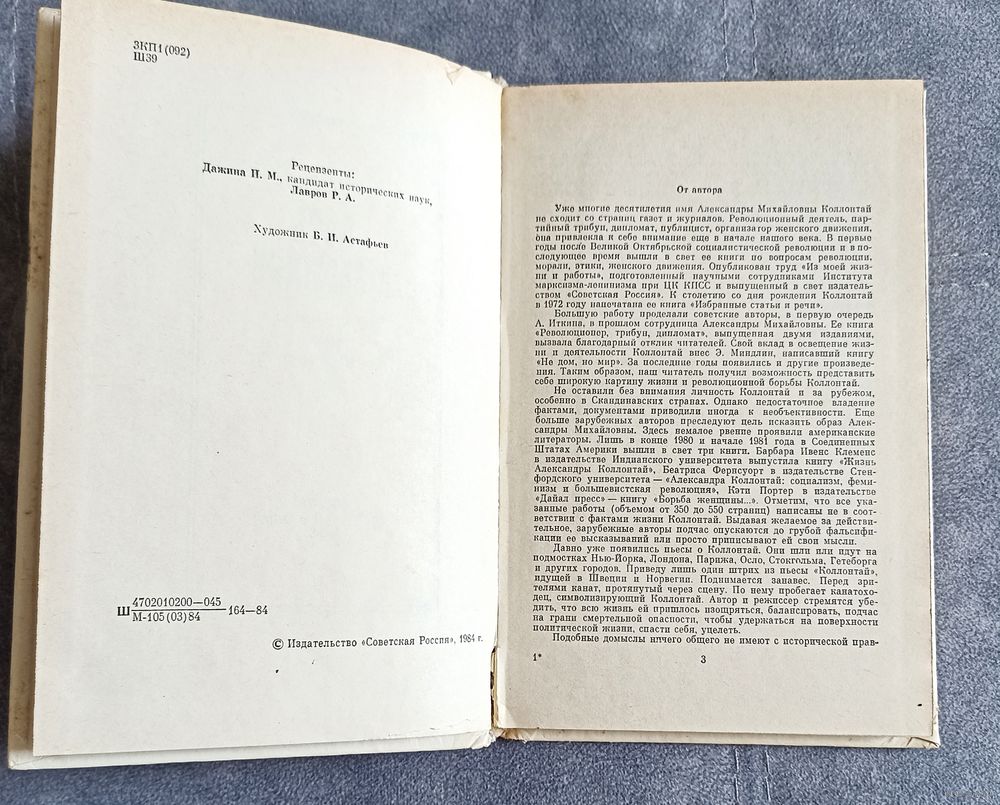 ЗКП1(092)
Ш39
Рецензенты:
Дажина П. М., кандидат исторических наук,
Лавров Р. А.
Художник Б. И. Астафьев
Ш 4702010200—045
М-105(03)84
164—84
© Издательство «Советская Россия», 1984 г.
От автора
Уже многие десятилетия имя Александры Михайловны Коллонтай
не сходит со страниц газет и журналов. Революционный деятель, пар-
тийный трибун, дипломат, публицист, организатор женского движения,
она привлекла к себе внимание еще в начале нашего века. В первые
годы после Великой Октябрьской социалистической революции и в по-
следующее время вышли в свет ее книги по вопросам революции,
морали, этики, женского движения. Опубликован труд «Из моей жиз-
ни и работы», подготовленный научными сотрудниками Института
марксизма-ленинизма при ЦК КПСС и выпущенный в свет издатель-
ством «Советская Россия». К столетию со дня рождения Коллонтай
в 1972 году напечатана ее книга «Избранные статьи и речи».
Большую работу проделали советские авторы, в первую очередь
А. Иткина, в прошлом сотрудница Александры Михайловны. Ее книга
«Революционер, трибун, дипломат», выпущенная двумя изданиями,
вызвала благодарный отклик читателей. Свой вклад в освещение жиз-
ни и деятельности Коллонтай внес Э. Миндлин, написавший книгу
«Не дом, но мир». За последние годы появились и другие произведе-
ния. Таким образом, наш читатель получил возможность представить
себе широкую картину жизни и революционной борьбы Коллонтай.
Не оставили без внимания личность Коллонтай и за рубежом,
особенно в Скандинавских странах. Однако недостаточное владение
фактами, документами приводили иногда к необъективности. Еще
больше зарубежных авторов преследуют цель исказить образ Алек-
сандры Михайловны. Здесь немалое рвение проявили американские
литераторы. Лишь в конце 1980 и начале 1981 года в Соединенных
Штатах Америки вышли в свет три книги. Барбара Ивенс Клеменс
в издательстве Индианского университета выпустила книгу «Жизнь
Александры Коллонтай», Беатриса Фернсуорт в издательстве Стен-
фордского университета — «Александра Коллонтай: социализм, феми-
низм и большевистская революция», Кэти Портер в издательстве
«Дайал пресс» — книгу «Борьба женщины...». Отметим, что все ука-
занные работы (объемом от 350 до 550 страниц) написаны не в соот-
ветствии с фактами жизни Коллонтай. Выдавая желаемое за действи-
тельное, зарубежные авторы подчас опускаются до грубой фальсифи-
кации ее высказываний или просто приписывают ей свои мысли.
Давно уже появились пьесы о Коллонтай. Они шли или идут на
подмостках Нью-Йорка, Лондона, Парижа, Осло, Стокгольма, Гетеборга
и других городов. Приведу лишь один штрих из пьесы «Коллонтай»,
идущей в Швеции и Норвегии. Поднимается занавес. Перед зри-
телями канат, протянутый через сцену. По нему пробегает канатохо-
дец, символизирующий Коллонтай. Автор и режиссер стремятся убе-
дить, что всю жизнь ей пришлось изощряться, балансировать, подчас
на грани смертельной опасности, чтобы удержаться на поверхности
политической жизни, спасти себя, уцелеть.
Подобные домыслы ничего общего не имеют с исторической прав-
1*
3